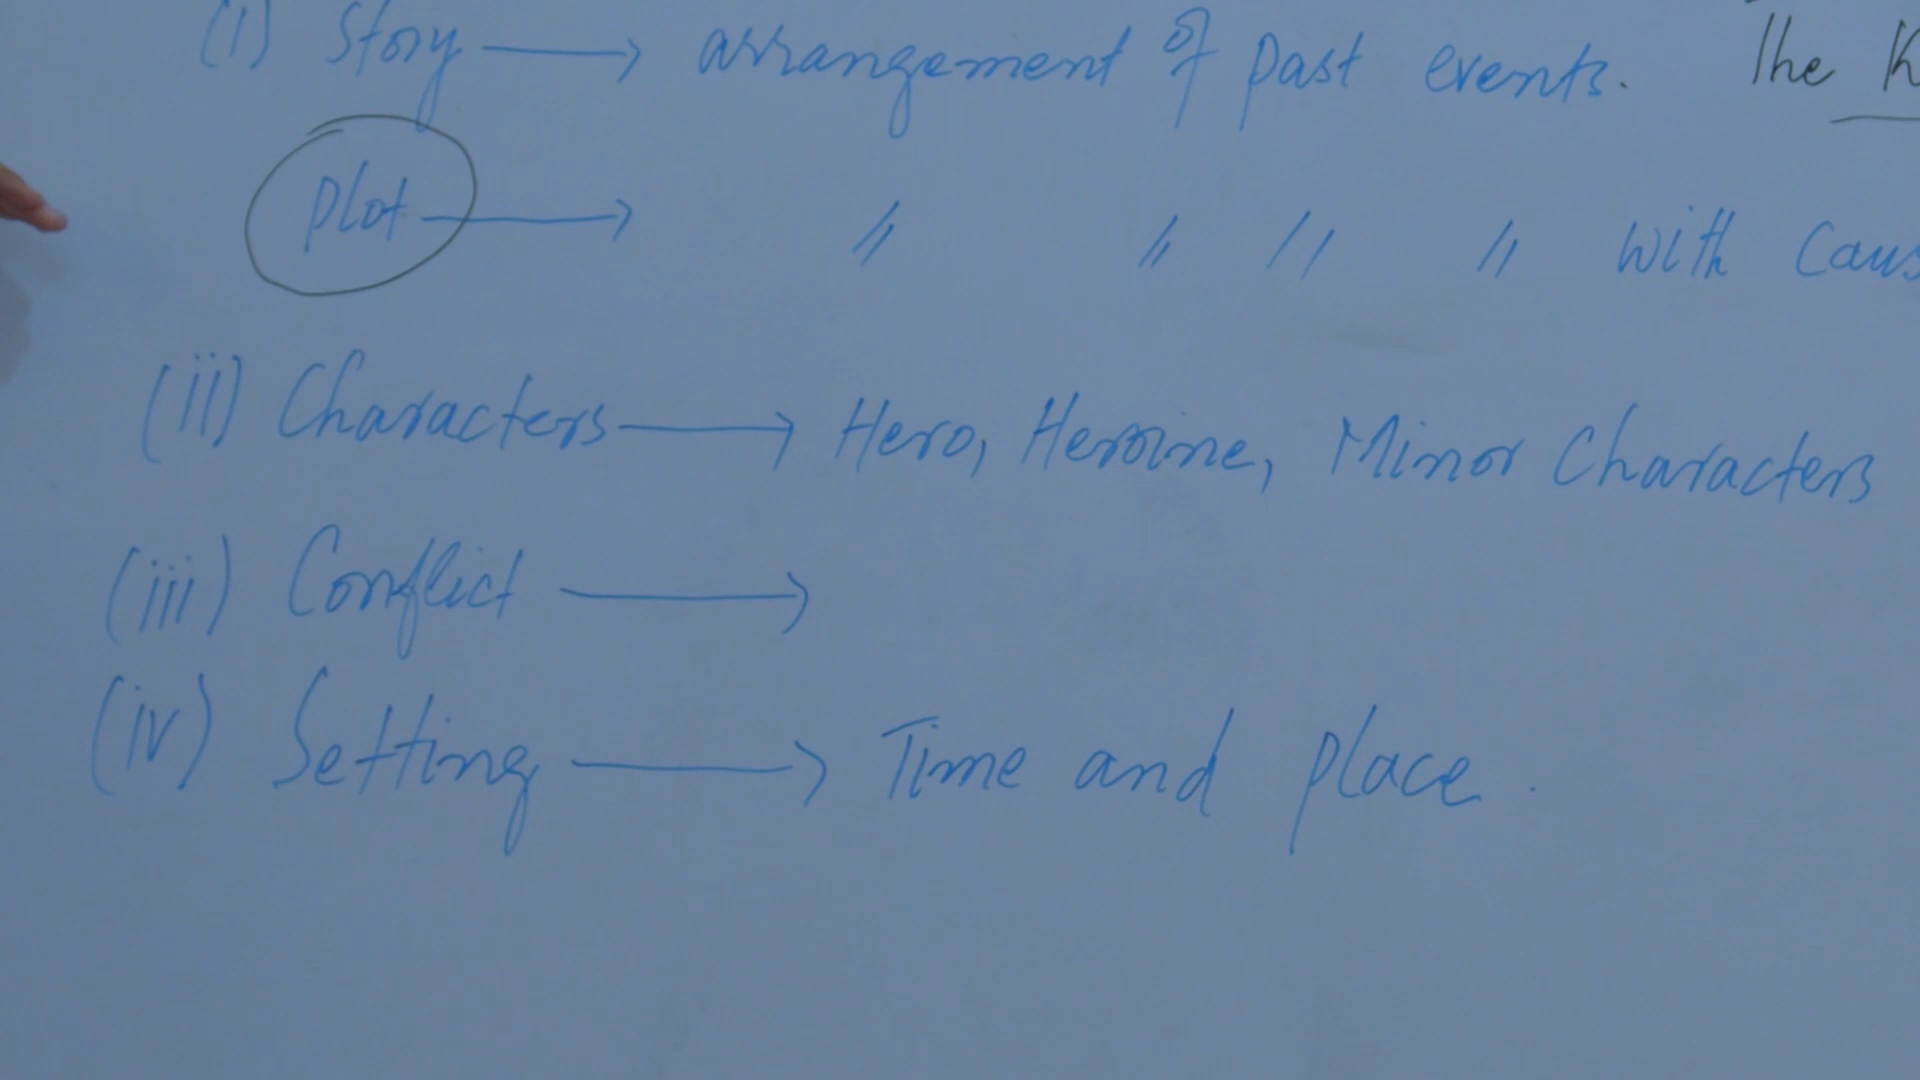 (i) Story → arrangement of past events. The
Plot → " " " " with
(ii) Characters → Hero, Heroine, Minor Characters
(iii) Conflict →
(iv) Setting → Time and place.